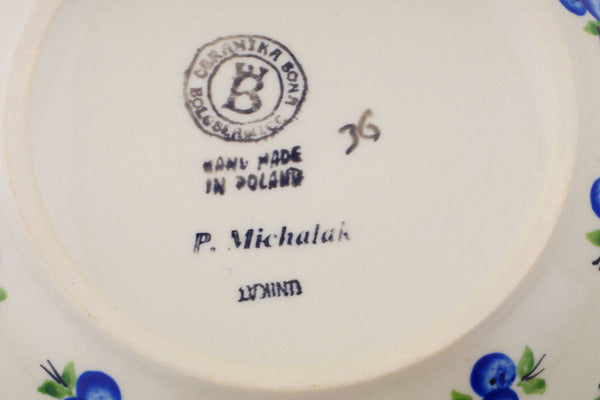 CERAMIKA BONA
BOLESŁAWIEC
B
36
HAND MADE
IN POLAND
P. Michalak
UNIKAT